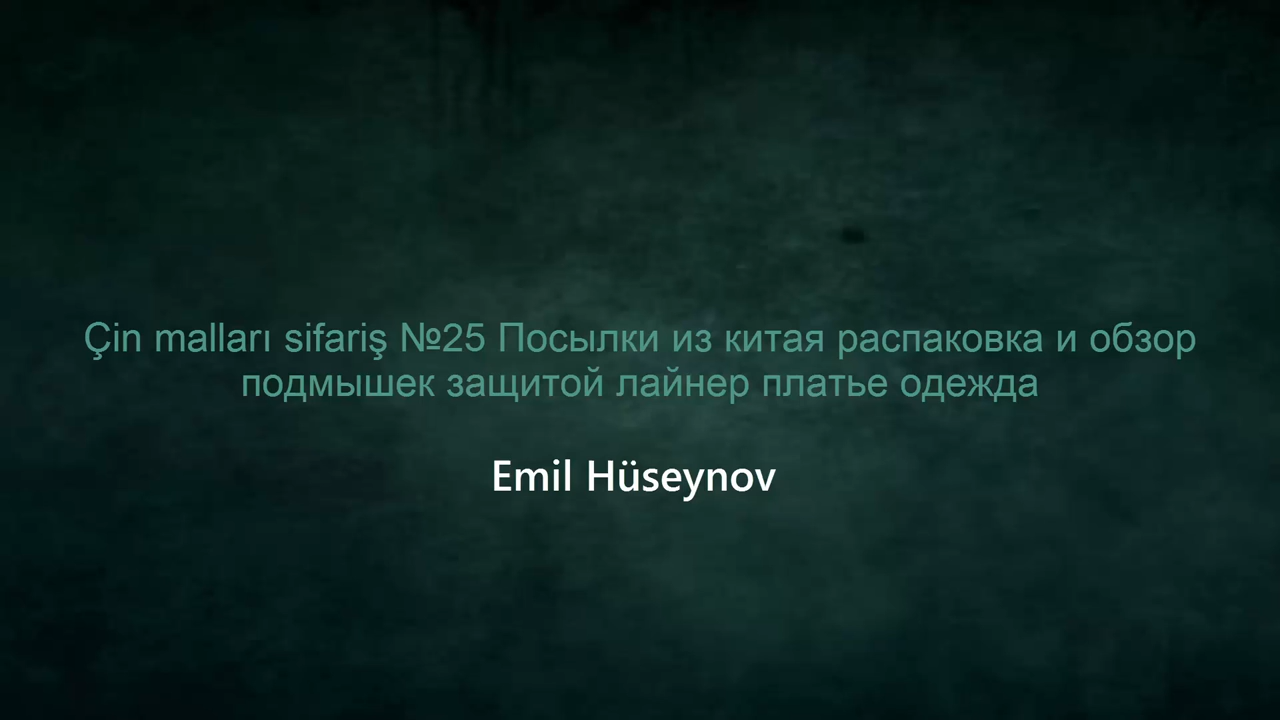 Çin malları sifariş №25 Посылки из китая распаковка и обзор
подмышек защитой лайнер платье одежда
Emil Hüseynov